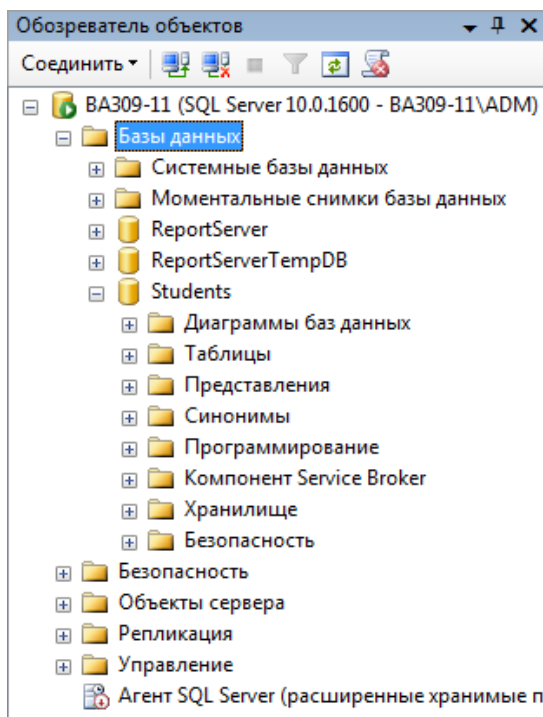 Обозреватель объектов
Соединить
BA309-11 (SQL Server 10.0.1600 - BA309-11\ADM)
Базы данных
Системные базы данных
Моментальные снимки базы данных
ReportServer
ReportServerTempDB
Students
Диаграммы баз данных
Таблицы
Представления
Синонимы
Программирование
Компонент Service Broker
Хранилище
Безопасность
Безопасность
Объекты сервера
Репликация
Управление
Агент SQL Server (расширенные хранимые п